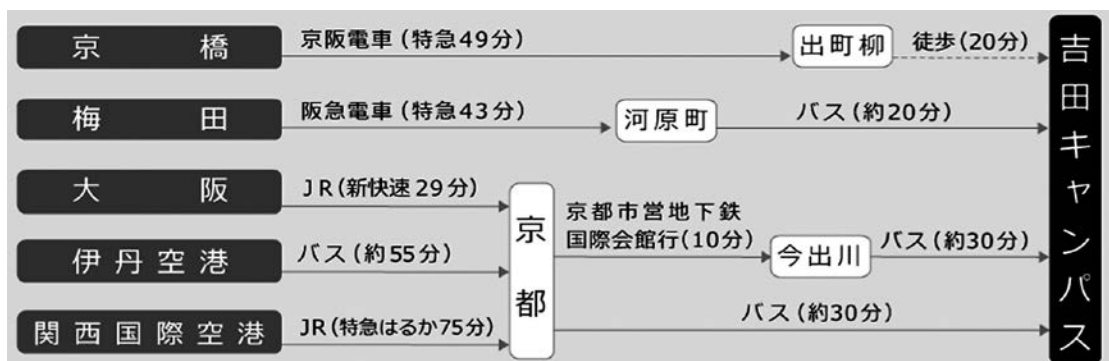 京橋
京阪電車(特急49分)
出町柳
徒歩(20分)
梅田
阪急電車(特急43分)
河原町
バス(約20分)
大阪
JR(新快速29分)
伊丹空港
バス(約55分)
関西国際空港
JR(特急はるか75分)
京都
京都市営地下鉄
国際会館行(10分)
今出川
バス(約30分)
バス(約30分)
吉田キャンパス